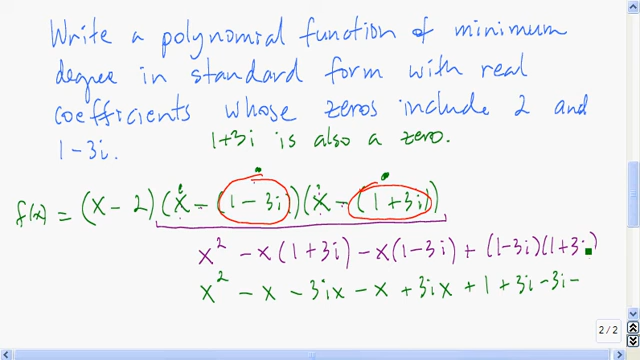 Write a polynomial function of minimum
degree in standard form with real
coefficients whose zeros include 2 and
1-3i.
1+3i is also a zero.
f(x) = (x-2)(x-(1-3i))(x-(1+3i))
x² - x(1+3i) - x(1-3i) + (1-3i)(1+3i)
x² - x - 3ix - x + 3ix + 1 + 3i - 3i -
2/2